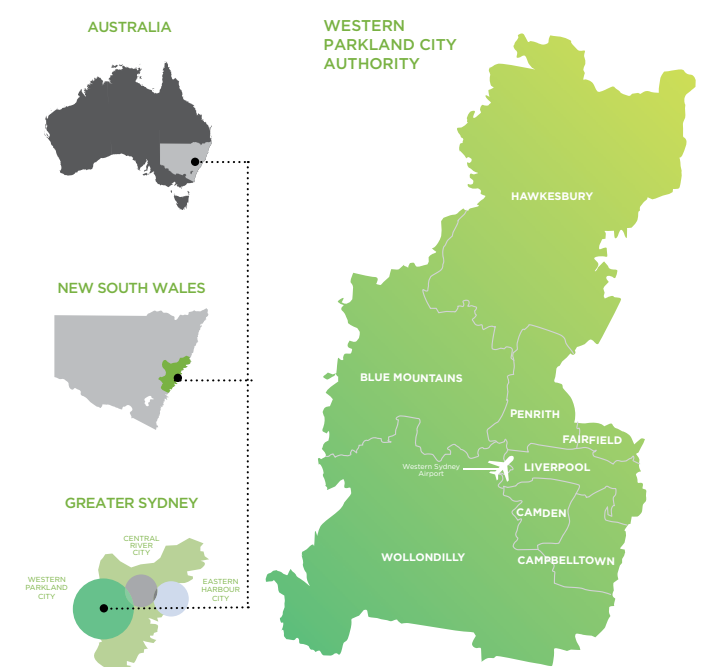 AUSTRALIA
WESTERN
PARKLAND CITY
AUTHORITY
HAWKESBURY
NEW SOUTH WALES
BLUE MOUNTAINS
PENRITH
FAIRFIELD
Western Sydney
Airport
LIVERPOOL
GREATER SYDNEY
CAMDEN
CENTRAL
RIVER
CITY
WOLLONDILLY
CAMPBELLTOWN
WESTERN
PARKLAND
CITY
EASTERN
HARBOUR
CITY